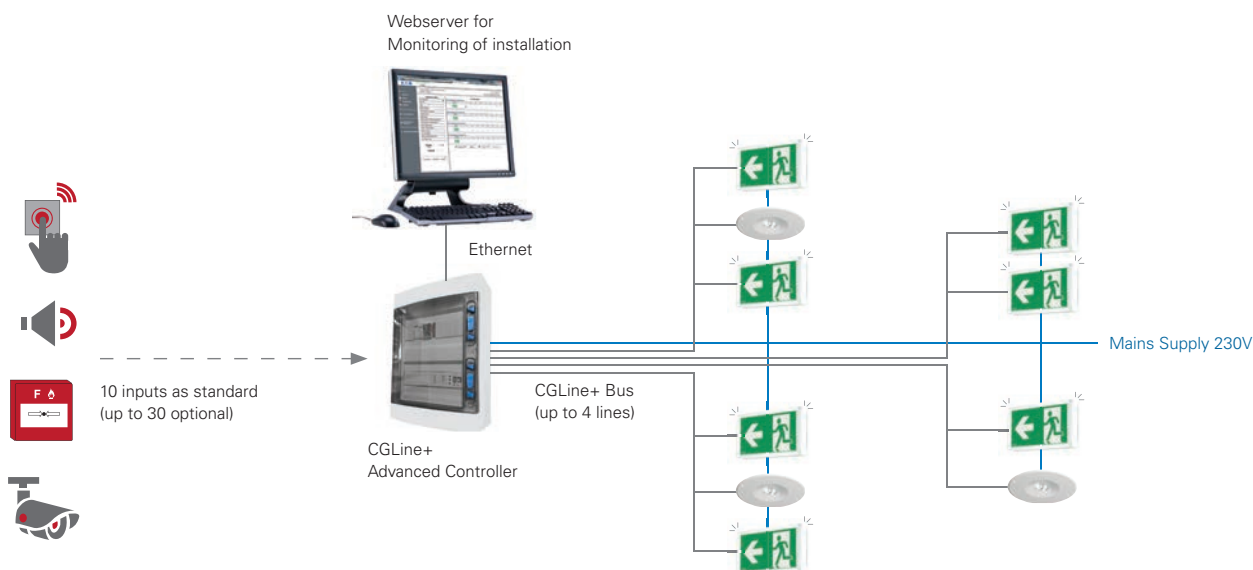 Webserver for
Monitoring of installation
Ethernet
Mains Supply 230V
F
10 inputs as standard
(up to 30 optional)
CGLine+ Bus
(up to 4 lines)
CGLine+
Advanced Controller